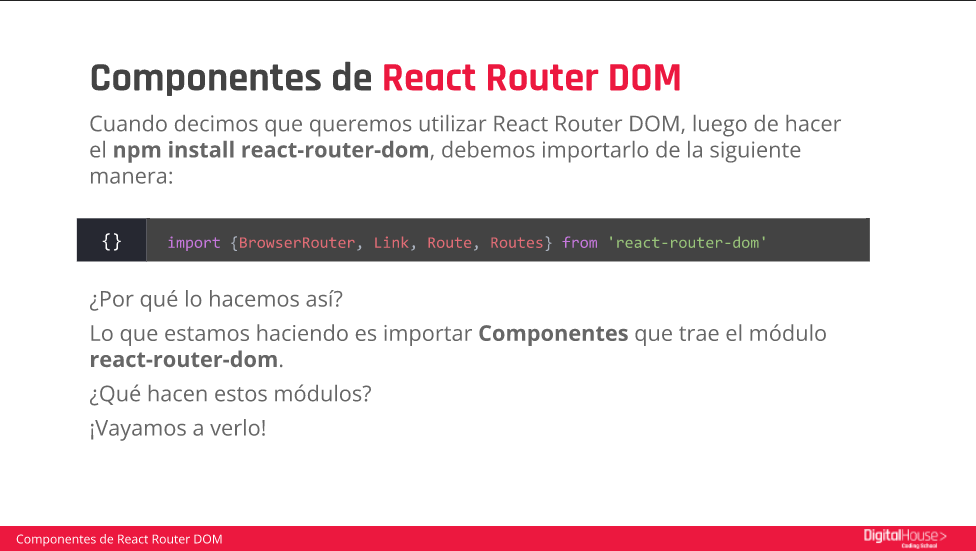 Componentes de React Router DOM
Cuando decimos que queremos utilizar React Router DOM, luego de hacer
el npm install react-router-dom, debemos importarlo de la siguiente
manera:
{} import {BrowserRouter, Link, Route, Routes} from 'react-router-dom'
¿Por qué lo hacemos así?
Lo que estamos haciendo es importar Componentes que trae el módulo
react-router-dom.
¿Qué hacen estos módulos?
¡Vayamos a verlo!
Componentes de React Router DOM
DigitalHouse>
Coding School